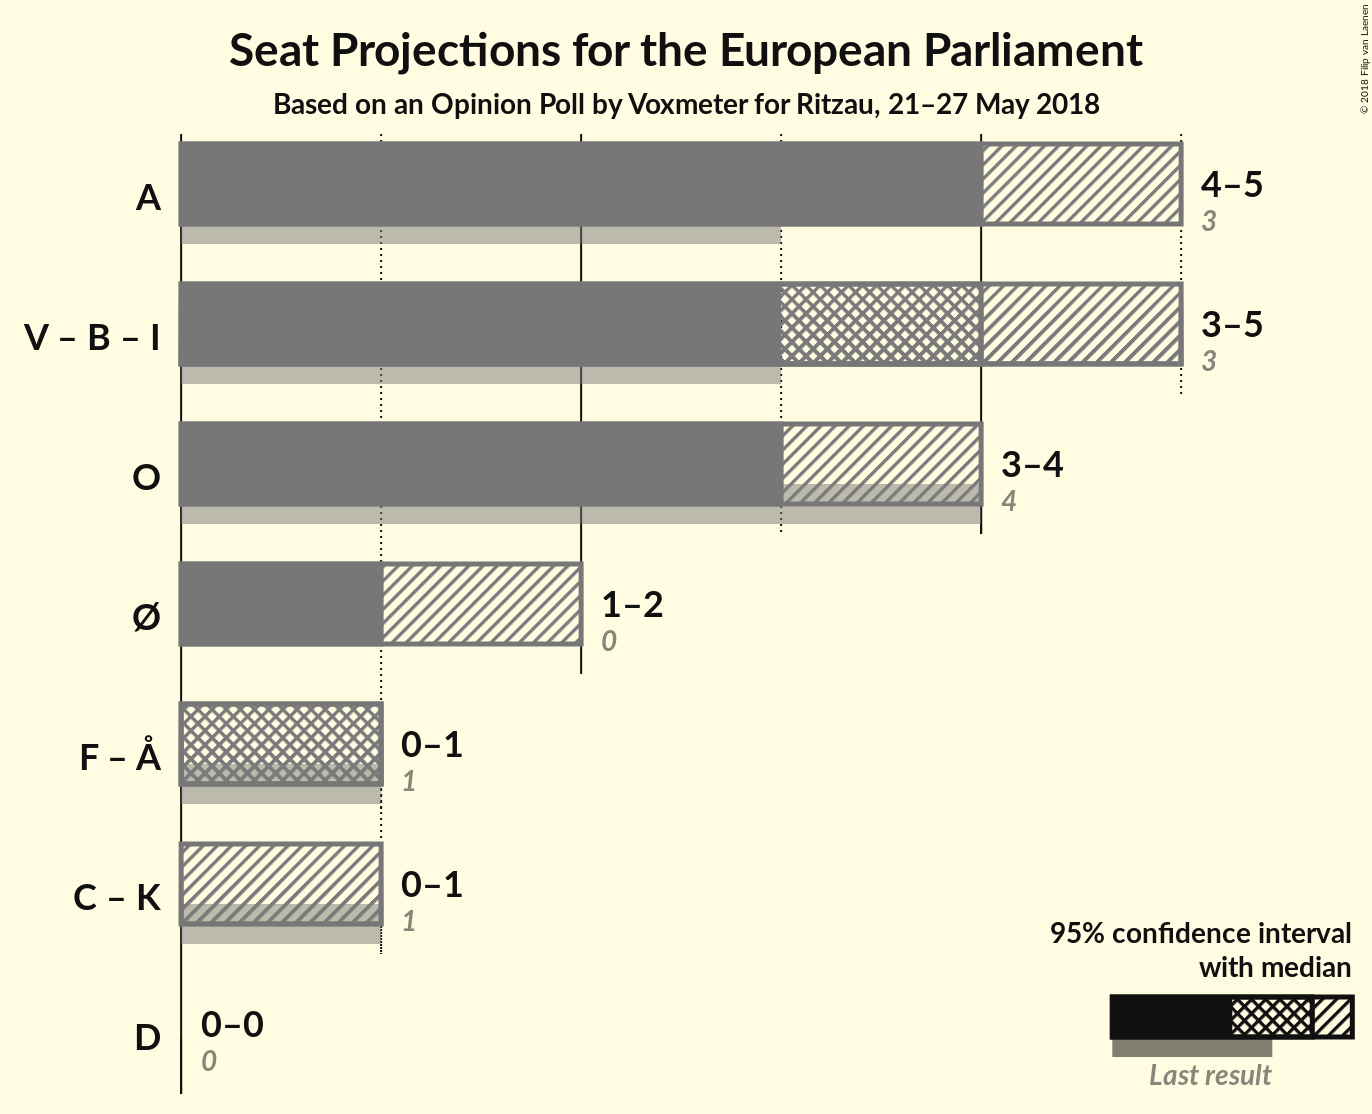 Seat Projections for the European Parliament
Based on an Opinion Poll by Voxmeter for Ritzau, 21–27 May 2018
© 2018 Filip van Laenen
A
4–5
3
V – B – I
3–5
3
O
3–4
4
Ø
1–2
0
F – Å
0–1
1
C – K
0–1
1
D
0–0
0
95% confidence interval
with median
Last result